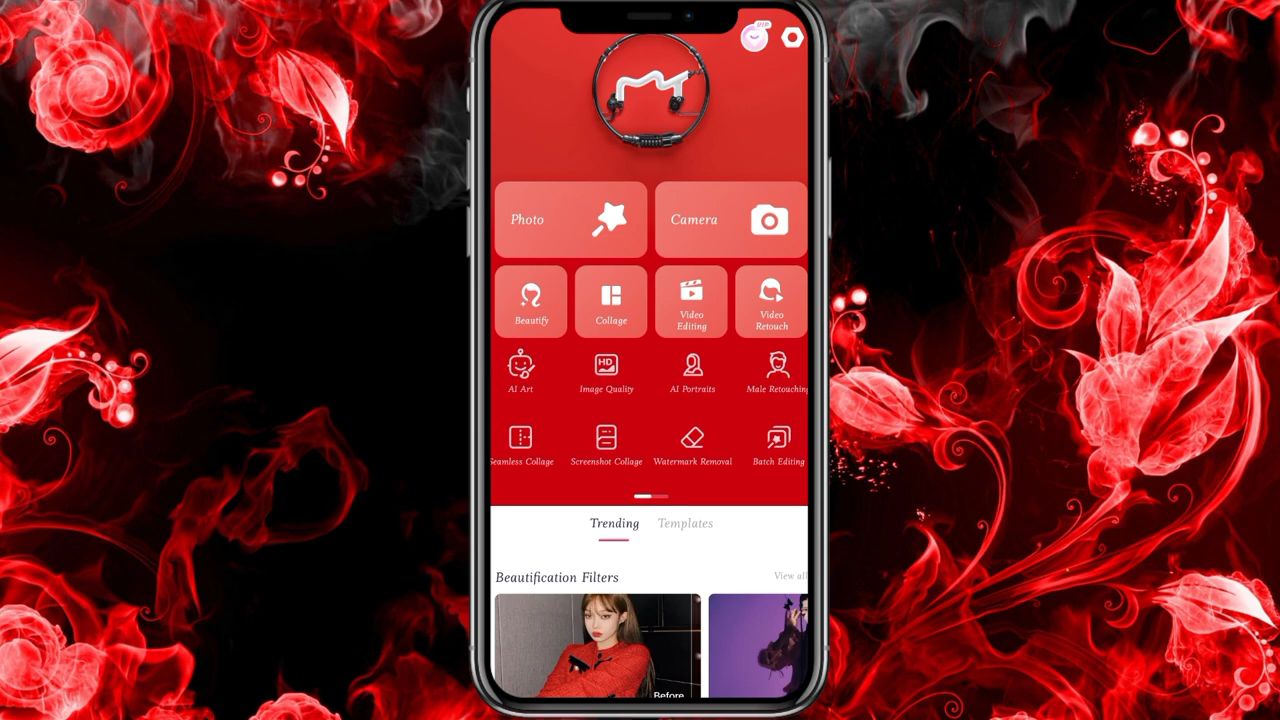 VIP
Photo
Camera
Beautify
Collage
Video
Editing
Video
Retouch
AI Art
HD
Image Quality
AI Portraits
Male Retouching
Seamless Collage
Screenshot Collage
Watermark Removal
Batch Editing
Trending
Templates
Beautification Filters
View all
Before